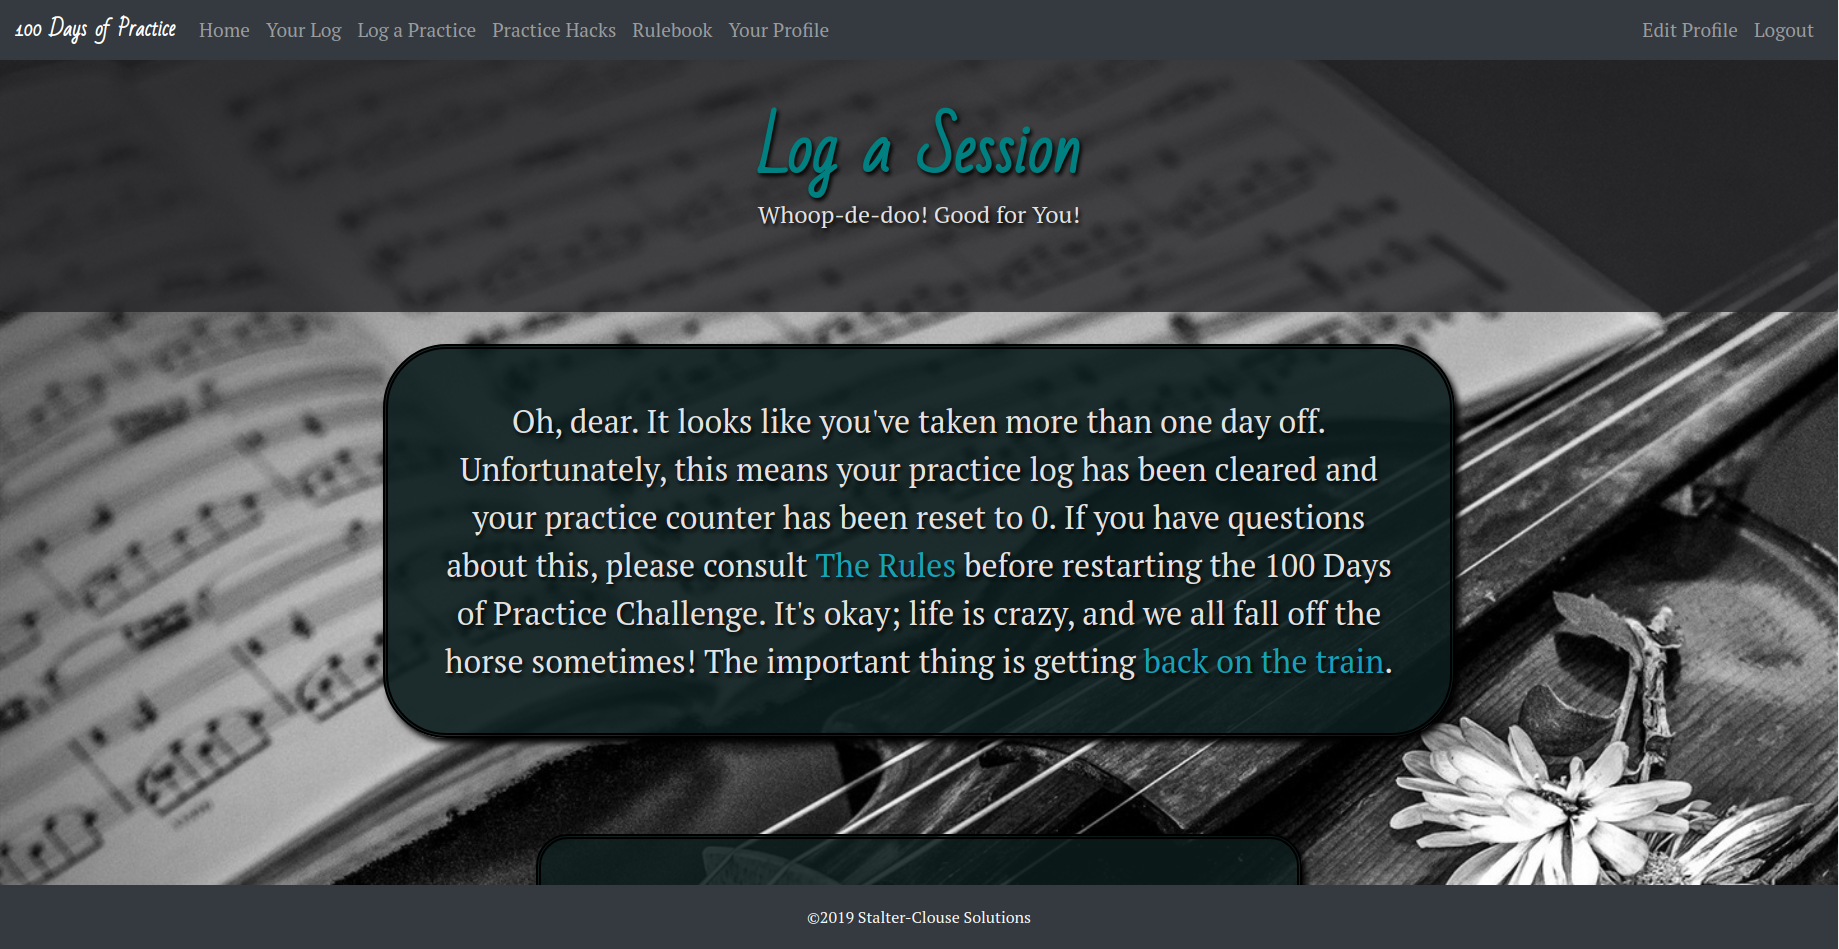 100 Days of Practice Home Your Log Log a Practice Practice Hacks Rulebook Your Profile Edit Profile Logout
Log a Session
Whoop-de-doo! Good for You!
Oh, dear. It looks like you've taken more than one day off.
Unfortunately, this means your practice log has been cleared and
your practice counter has been reset to 0. If you have questions
about this, please consult The Rules before restarting the 100 Days
of Practice Challenge. It's okay; life is crazy, and we all fall off the
horse sometimes! The important thing is getting back on the train.
©2019 Stalter-Clouse Solutions